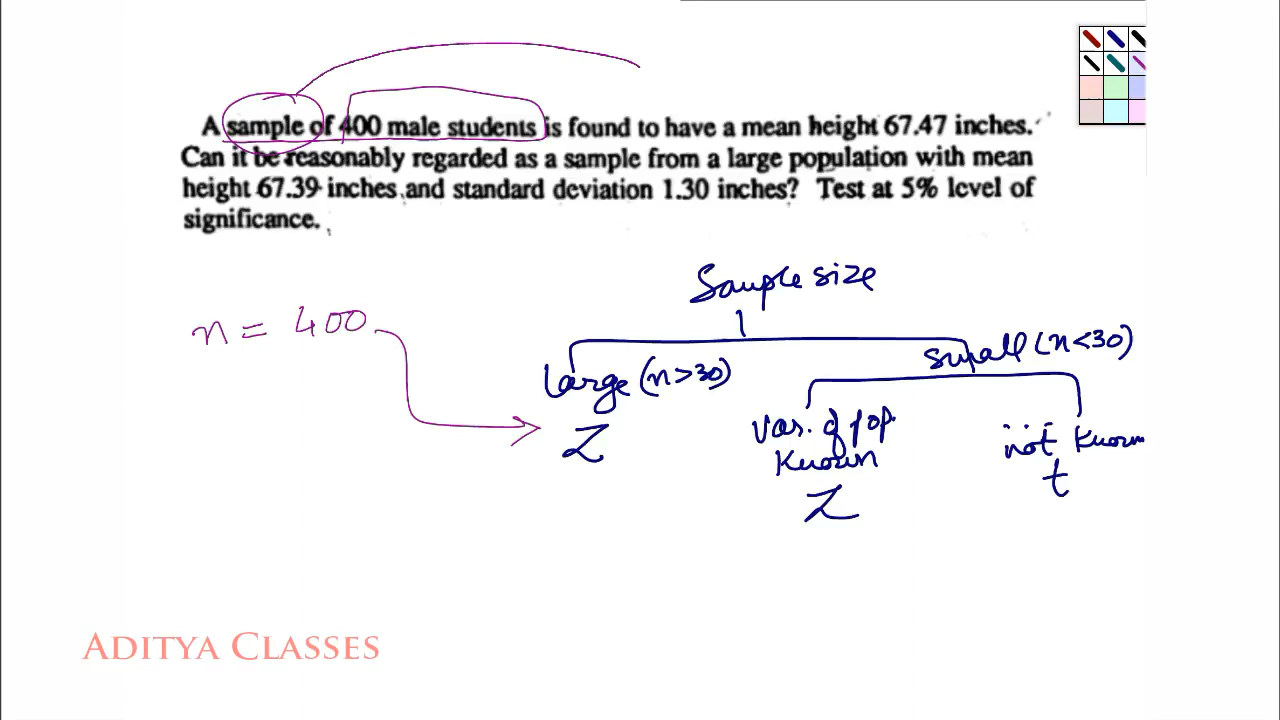 A sample of 400 male students is found to have a mean height 67.47 inches.
Can it be reasonably regarded as a sample from a large population with mean
height 67.39 inches and standard deviation 1.30 inches? Test at 5% level of
significance.
Sample size
n = 400
large (n>30)
small (n<30)
Z
Var. of pop.
Known
Z
not Known
t
ADITYA CLASSES